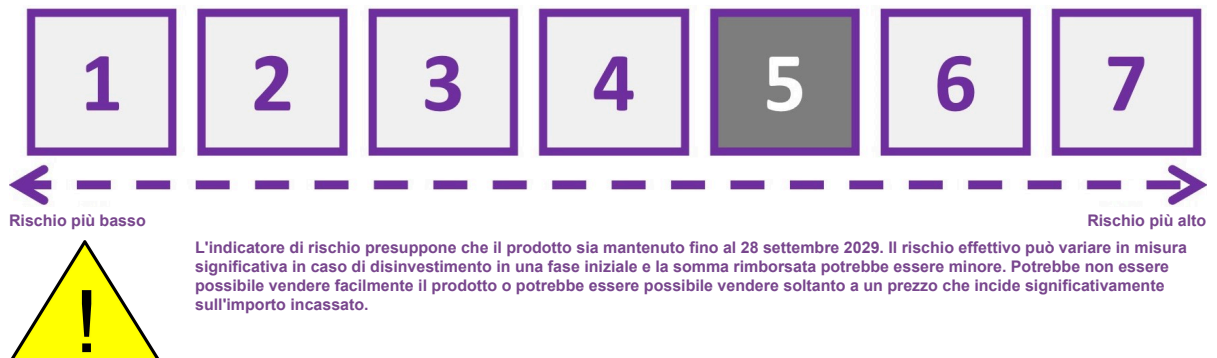 1 2 3 4 5 6 7
Rischio più basso Rischio più alto
L'indicatore di rischio presuppone che il prodotto sia mantenuto fino al 28 settembre 2029. Il rischio effettivo può variare in misura
significativa in caso di disinvestimento in una fase iniziale e la somma rimborsata potrebbe essere minore. Potrebbe non essere
possibile vendere facilmente il prodotto o potrebbe essere possibile vendere soltanto a un prezzo che incide significativamente
sull'importo incassato.
!